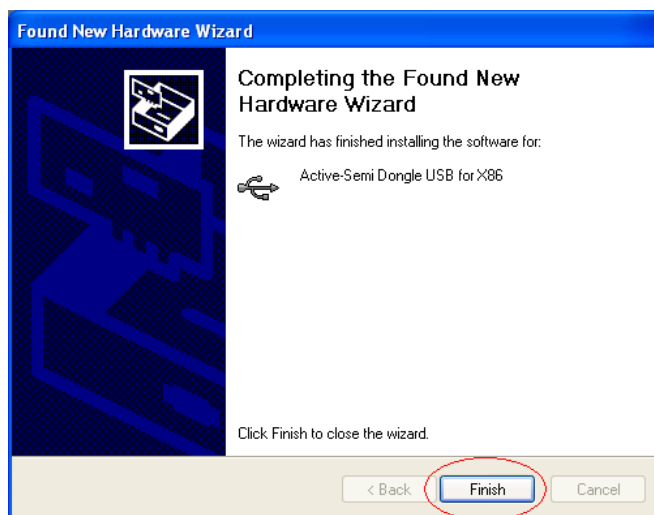 Found New Hardware Wizard
Completing the Found New
Hardware Wizard
The wizard has finished installing the software for:
Active-Semi Dongle USB for X86
Click Finish to close the wizard.
< Back
Finish
Cancel